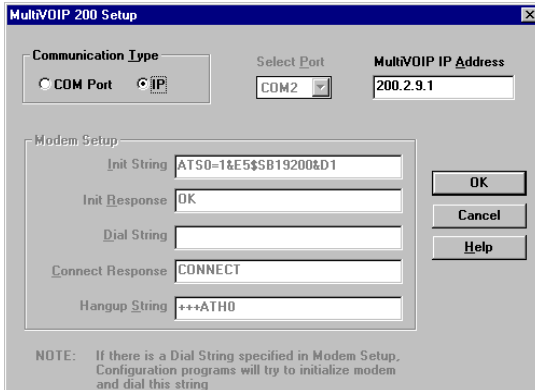 MultiVOIP 200 Setup
Communication Type
COM Port
IP
Select Port
COM2
MultiVOIP IP Address
200.2.9.1
Modem Setup
Init String ATS0=1&E5$SB19200&D1
Init Response OK
Dial String
Connect Response CONNECT
Hangup String +++ATH0
OK
Cancel
Help
NOTE: If there is a Dial String specified in Modem Setup,
Configuration programs will try to initialize modem
and dial this string